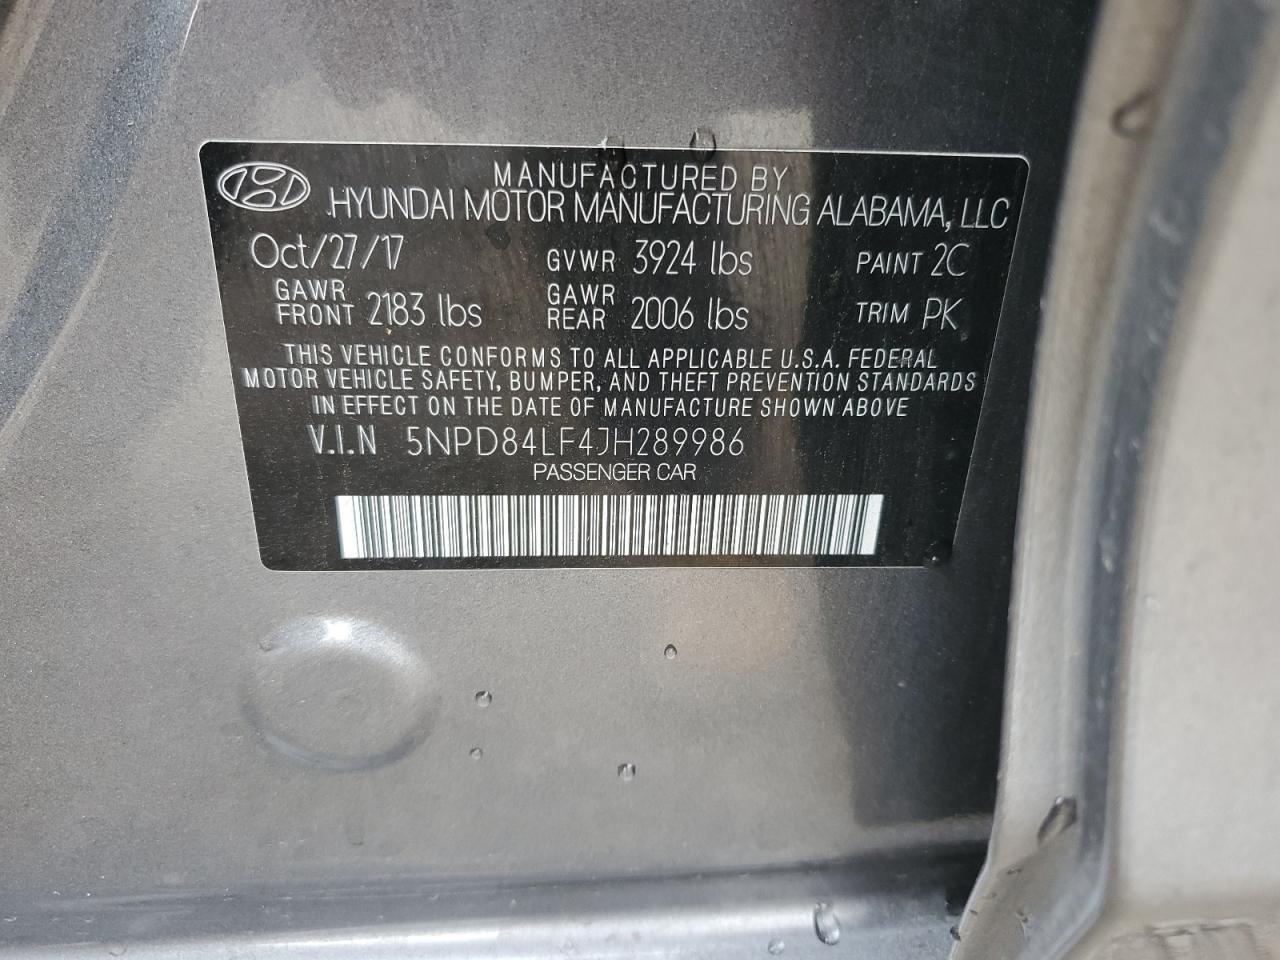 MANUFACTURED BY
HYUNDAI MOTOR MANUFACTURING ALABAMA, LLC
Oct/27/17 GVWR 3924 lbs PAINT 2C
GAWR FRONT 2183 lbs GAWR REAR 2006 lbs TRIM PK
THIS VEHICLE CONFORMS TO ALL APPLICABLE U.S.A. FEDERAL
MOTOR VEHICLE SAFETY, BUMPER, AND THEFT PREVENTION STANDARDS
IN EFFECT ON THE DATE OF MANUFACTURE SHOWN ABOVE
V.I.N 5NPD84LF4JH289986
PASSENGER CAR